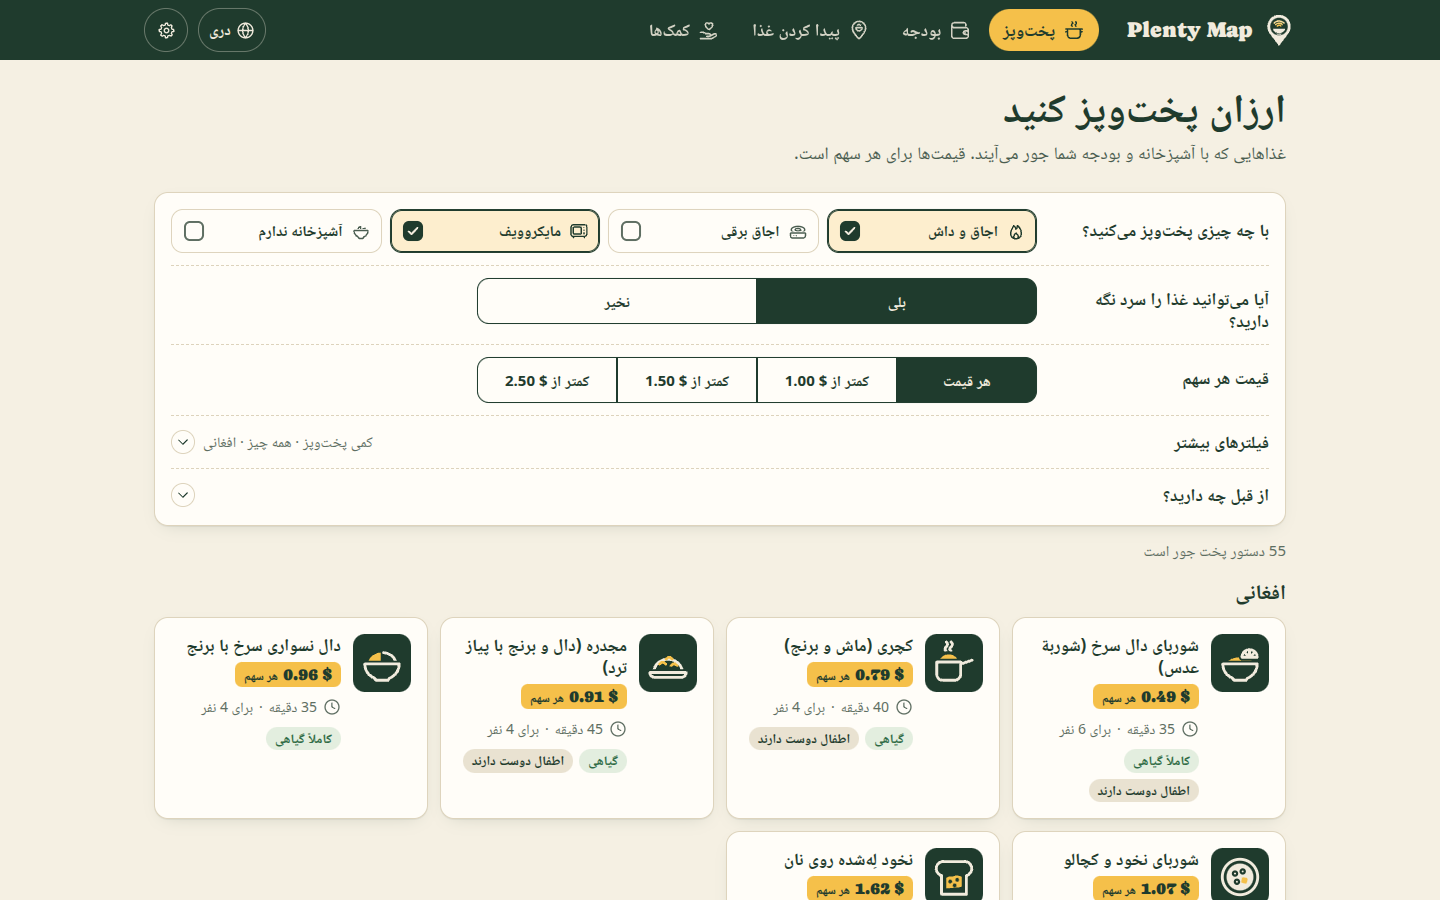 Plenty Map
پخت‌وپز
بودجه
پیدا کردن غذا
کمک‌ها
دری
ارزان پخت‌وپز کنید
غذاهایی که با آشپزخانه و بودجه شما جور می‌آیند. قیمت‌ها برای هر سهم است.
با چه چیزی پخت‌وپز می‌کنید؟
اجاق و داش
اجاق برقی
مایکروویف
آشپزخانه ندارم
آیا می‌توانید غذا را سرد نگه
دارید؟
بلی
نخیر
قیمت هر سهم
هر قیمت
کمتر از $ 1.00
کمتر از $ 1.50
کمتر از $ 2.50
فیلترهای بیشتر
کمی پخت‌وپز · همه چیز · افغانی
از قبل چه دارید؟
55 دستور پخت جور است
افغانی
شوربای دال سرخ (شوربة
عدس)
$ 0.49 هر سهم
35 دقیقه · برای 6 نفر
کاملاً گیاهی
اطفال دوست دارند
کچری (ماش و برنج)
$ 0.79 هر سهم
40 دقیقه · برای 4 نفر
گیاهی
اطفال دوست دارند
مجدره (دال و برنج با پیاز
ترد)
$ 0.91 هر سهم
45 دقیقه · برای 4 نفر
گیاهی
اطفال دوست دارند
دال نسواری سرخ با برنج
$ 0.96 هر سهم
35 دقیقه · برای 4 نفر
کاملاً گیاهی
شوربای نخود و کچالو
$ 1.07 هر سهم
نخود لِه‌شده روی نان
$ 1.62 هر سهم